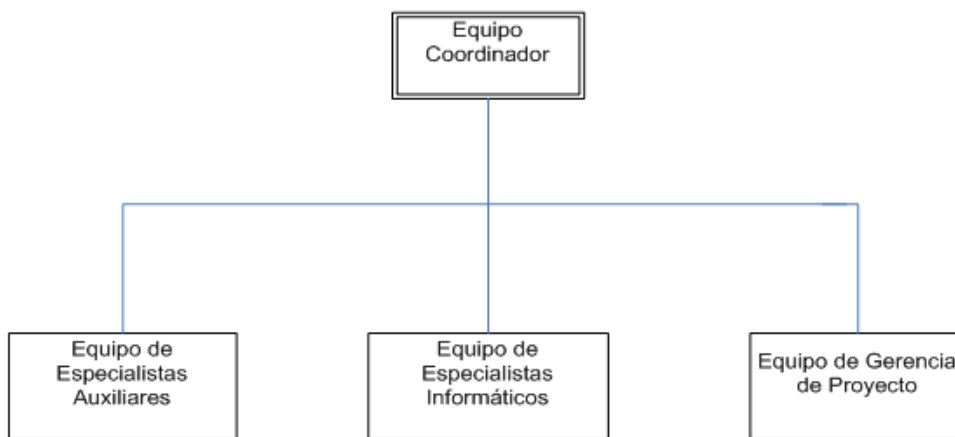 Equipo
Coordinador
Equipo de
Especialistas
Auxiliares
Equipo de
Especialistas
Informáticos
Equipo de Gerencia
de Proyecto